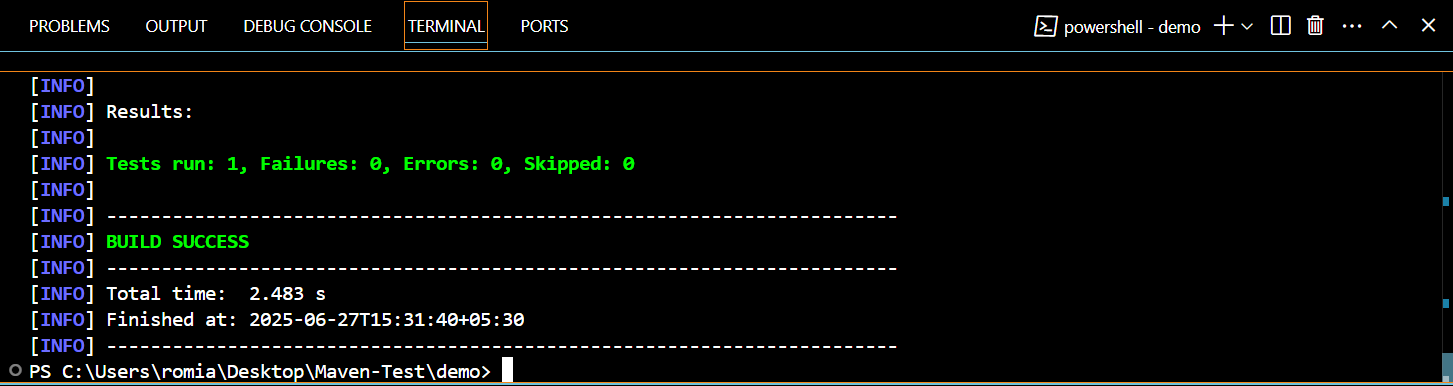 PROBLEMS OUTPUT DEBUG CONSOLE TERMINAL PORTS powershell - demo
[INFO]
[INFO] Results:
[INFO]
[INFO] Tests run: 1, Failures: 0, Errors: 0, Skipped: 0
[INFO]
[INFO] ------------------------------------------------------------------------
[INFO] BUILD SUCCESS
[INFO] ------------------------------------------------------------------------
[INFO] Total time:  2.483 s
[INFO] Finished at: 2025-06-27T15:31:40+05:30
[INFO] ------------------------------------------------------------------------
PS C:\Users\romia\Desktop\Maven-Test\demo>